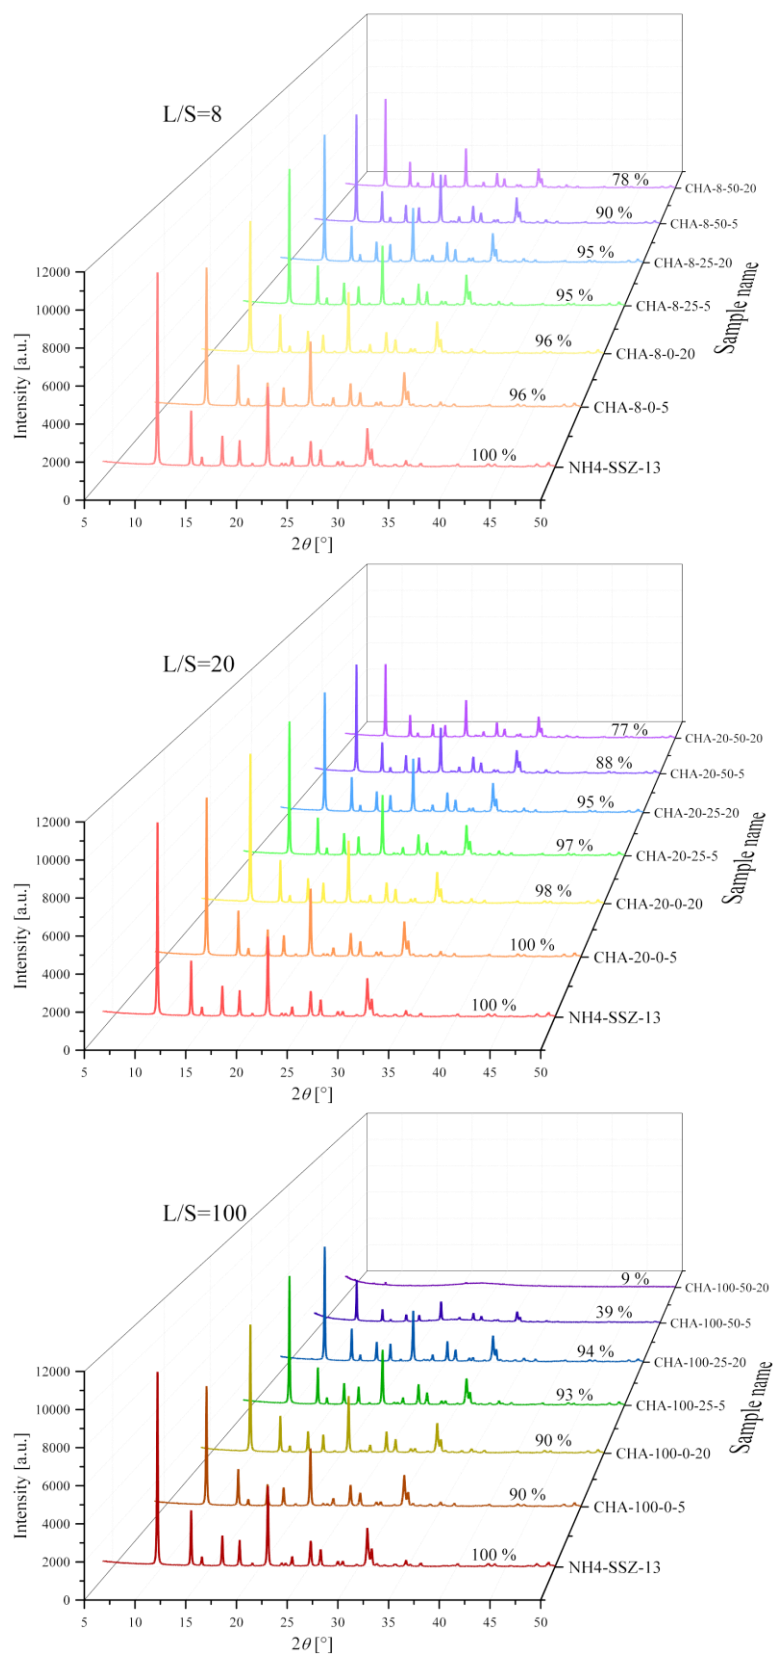 L/S=8
78 %
CHA-8-50-20
90 %
CHA-8-50-5
95 %
CHA-8-25-20
95 %
CHA-8-25-5
96 %
CHA-8-0-20
96 %
CHA-8-0-5
100 %
NH4-SSZ-13
Sample name
Intensity [a.u.]
12000
10000
8000
6000
4000
2000
0
5 10 15 20 25 30 35 40 45 50
2θ [°]
L/S=20
77 %
CHA-20-50-20
88 %
CHA-20-50-5
95 %
CHA-20-25-20
97 %
CHA-20-25-5
98 %
CHA-20-0-20
100 %
CHA-20-0-5
100 %
NH4-SSZ-13
Sample name
Intensity [a.u.]
12000
10000
8000
6000
4000
2000
0
5 10 15 20 25 30 35 40 45 50
2θ [°]
L/S=100
9 %
CHA-100-50-20
39 %
CHA-100-50-5
94 %
CHA-100-25-20
93 %
CHA-100-25-5
90 %
CHA-100-0-20
90 %
CHA-100-0-5
100 %
NH4-SSZ-13
Sample name
Intensity [a.u.]
12000
10000
8000
6000
4000
2000
0
5 10 15 20 25 30 35 40 45 50
2θ [°]